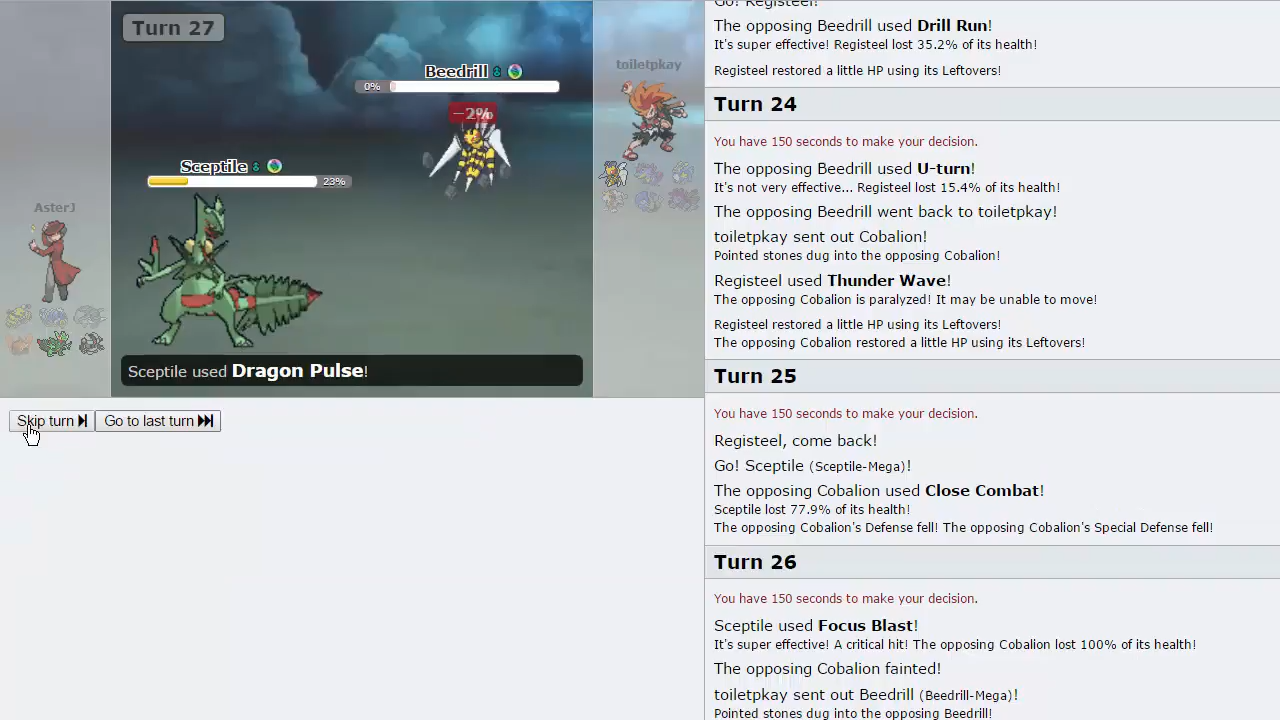 Turn 27
Beedrill
0%
−2%
Sceptile
23%
AsterJ
toiletpkay
Sceptile used Dragon Pulse!
Skip turn
Go to last turn
Go! Registeel!
The opposing Beedrill used Drill Run!
It's super effective! Registeel lost 35.2% of its health!
Registeel restored a little HP using its Leftovers!
Turn 24
You have 150 seconds to make your decision.
The opposing Beedrill used U-turn!
It's not very effective... Registeel lost 15.4% of its health!
The opposing Beedrill went back to toiletpkay!
toiletpkay sent out Cobalion!
Pointed stones dug into the opposing Cobalion!
Registeel used Thunder Wave!
The opposing Cobalion is paralyzed! It may be unable to move!
Registeel restored a little HP using its Leftovers!
The opposing Cobalion restored a little HP using its Leftovers!
Turn 25
You have 150 seconds to make your decision.
Registeel, come back!
Go! Sceptile (Sceptile-Mega)!
The opposing Cobalion used Close Combat!
Sceptile lost 77.9% of its health!
The opposing Cobalion's Defense fell! The opposing Cobalion's Special Defense fell!
Turn 26
You have 150 seconds to make your decision.
Sceptile used Focus Blast!
It's super effective! A critical hit! The opposing Cobalion lost 100% of its health!
The opposing Cobalion fainted!
toiletpkay sent out Beedrill (Beedrill-Mega)!
Pointed stones dug into the opposing Beedrill!